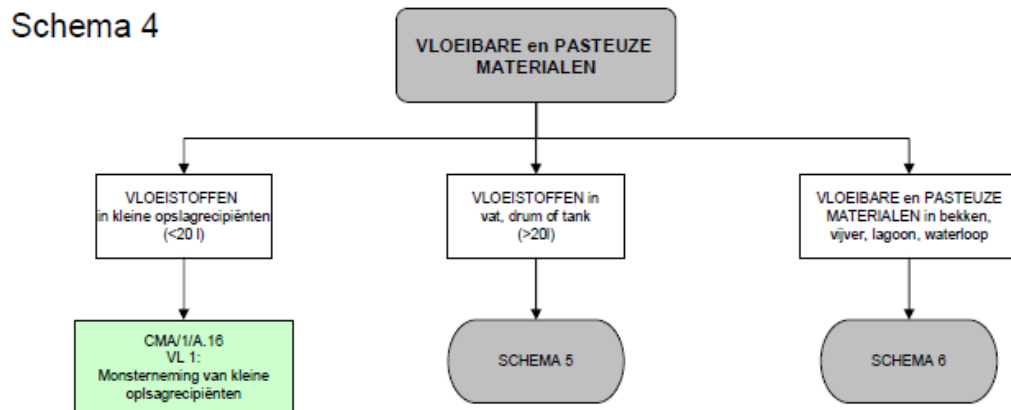 Schema 4
VLOEIBARE en PASTEUZE
MATERIALEN
VLOEISTOFFEN
in kleine opslagrecipiënten
(<20 l)
VLOEISTOFFEN in
vat, drum of tank
(>20l)
VLOEIBARE en PASTEUZE
MATERIALEN in bekken,
vijver, lagoon, waterloop
CMA/1/A.16
VL 1:
Monsterneming van kleine
oplsagrecipiënten
SCHEMA 5
SCHEMA 6